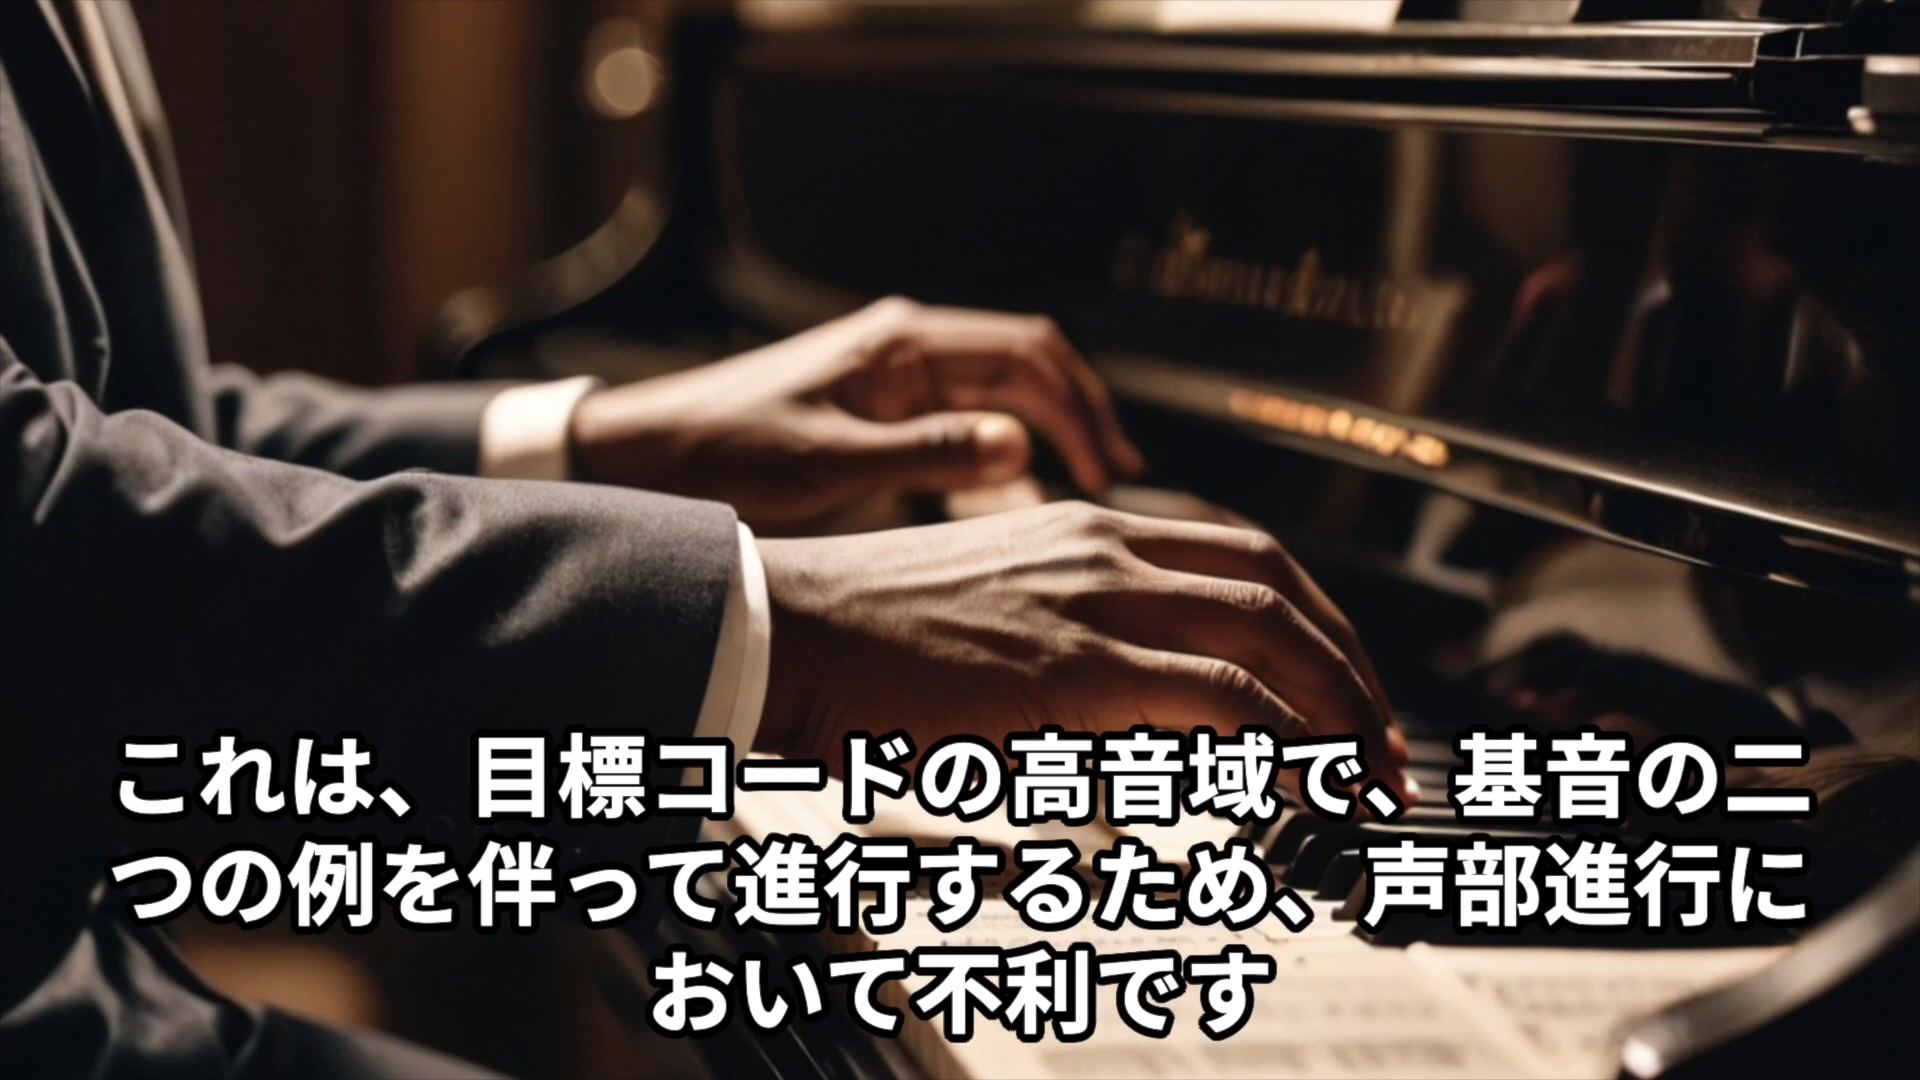 これは、目標コードの高音域で、基音の二
つの例を伴って進行するため、声部進行に
おいて不利です